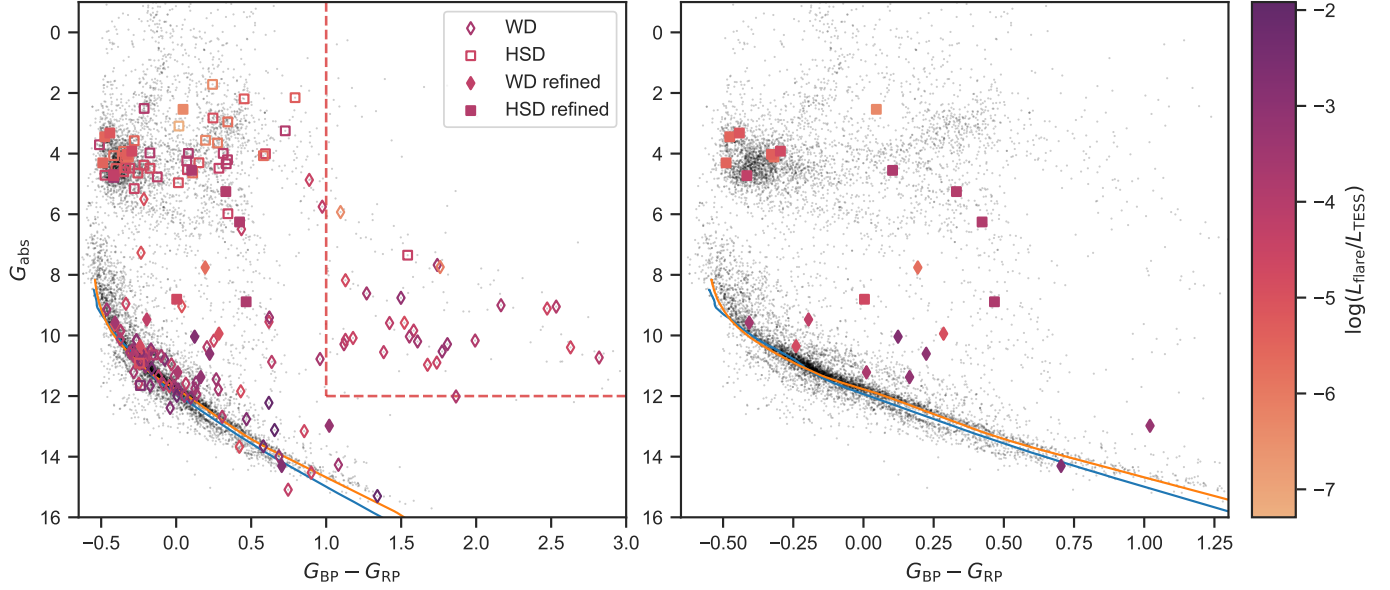 WD
HSD
WD refined
HSD refined
0
2
4
6
8
10
12
14
16
G_abs
−0.5 0.0 0.5 1.0 1.5 2.0 2.5 3.0
G_BP − G_RP
0
2
4
6
8
10
12
14
16
−0.50 −0.25 0.00 0.25 0.50 0.75 1.00 1.25
G_BP − G_RP
−2
−3
−4
−5
−6
−7
log(L_flare/L_TESS)